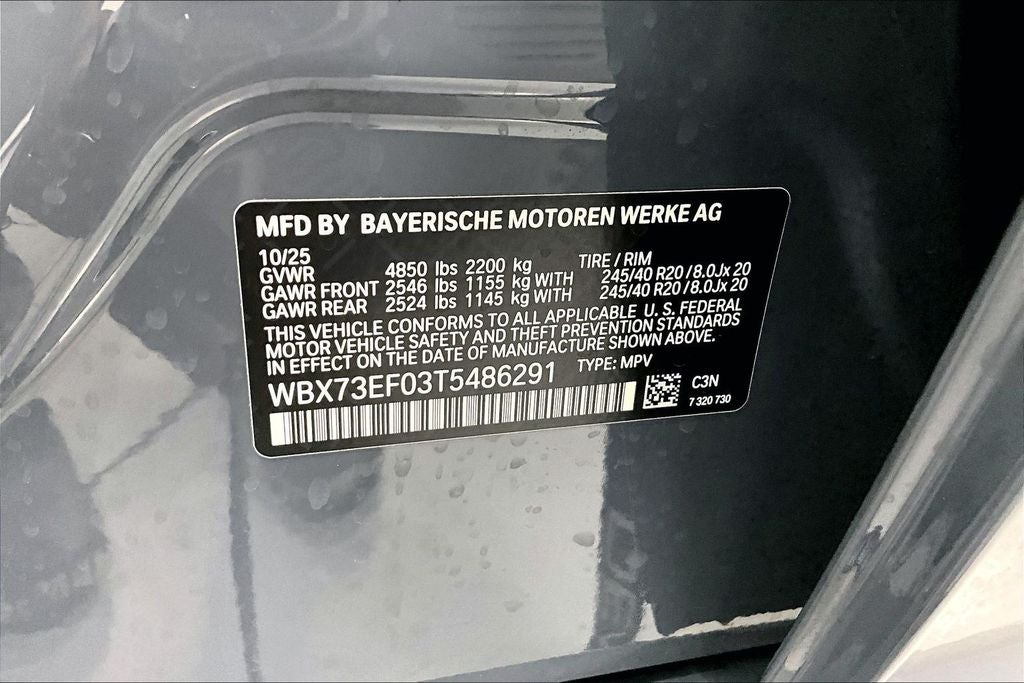 MFD BY BAYERISCHE MOTOREN WERKE AG
10/25 TIRE / RIM
GVWR 4850 lbs 2200 kg
GAWR FRONT 2546 lbs 1155 kg WITH 245/40 R20 / 8.0Jx 20
GAWR REAR 2524 lbs 1145 kg WITH 245/40 R20 / 8.0Jx 20
THIS VEHICLE CONFORMS TO ALL APPLICABLE U. S. FEDERAL
MOTOR VEHICLE SAFETY AND THEFT PREVENTION STANDARDS
IN EFFECT ON THE DATE OF MANUFACTURE SHOWN ABOVE.
WBX73EF03T5486291 TYPE: MPV
C3N
7 320 730